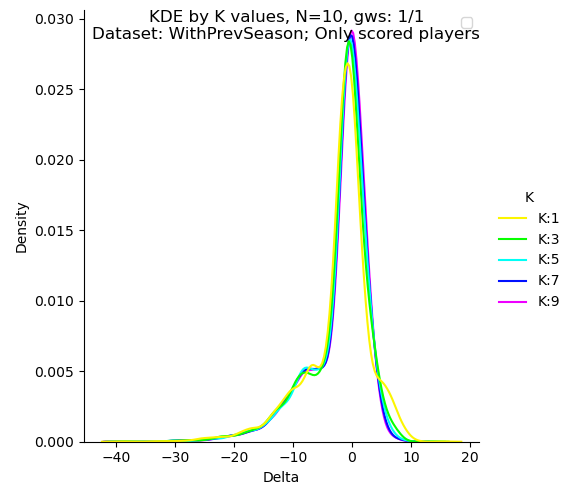 KDE by K values, N=10, gws: 1/1
Dataset: WithPrevSeason; Only scored players
0.030
0.025
0.020
0.015
0.010
0.005
0.000
Density
−40
−30
−20
−10
0
10
20
Delta
K
K:1
K:3
K:5
K:7
K:9